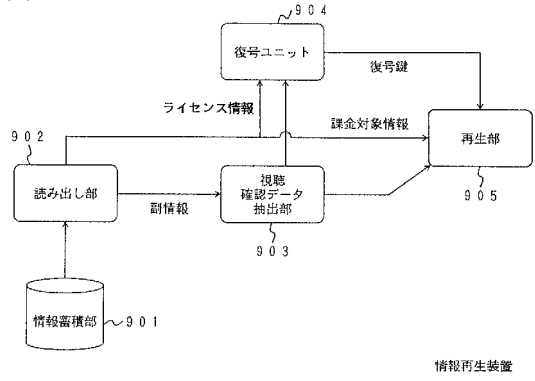 904
復号ユニット
復号鍵
ライセンス情報
902
課金対象情報
再生部
読み出し部
視聴
確認データ
抽出部
副情報
905
903
情報蓄積部
901
情報再生装置